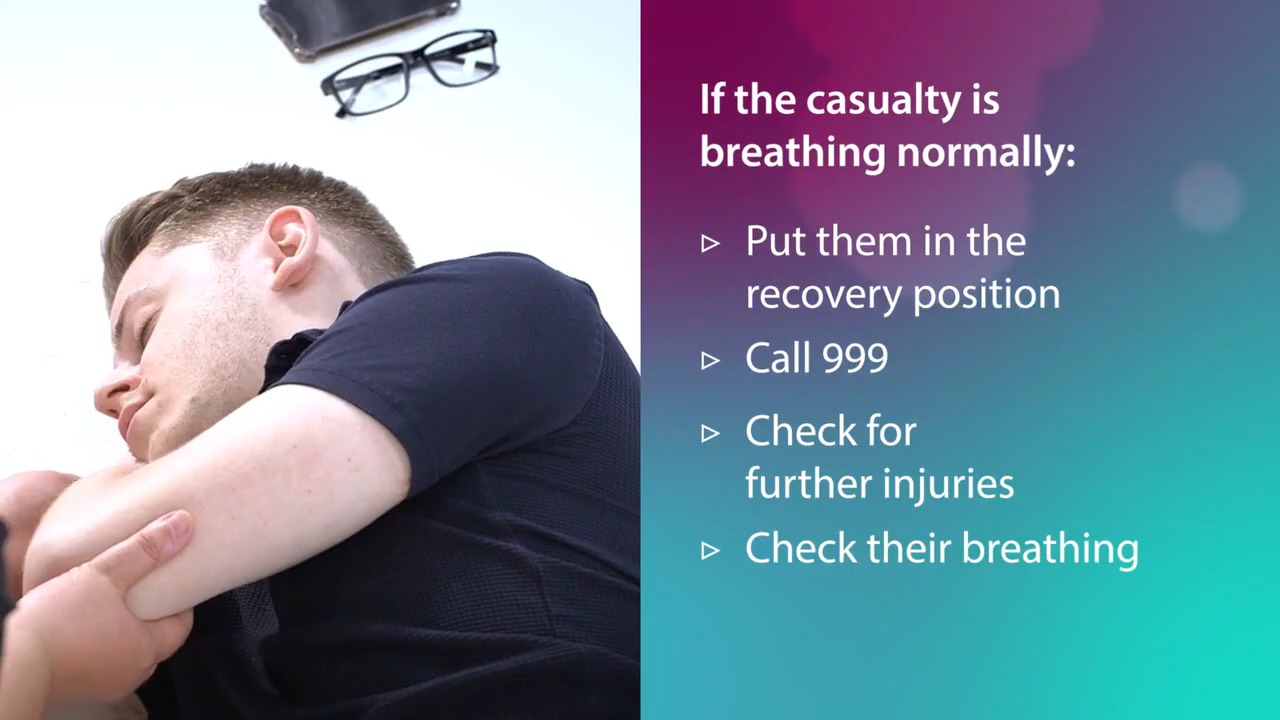 If the casualty is
breathing normally:
▹ Put them in the
recovery position
▹ Call 999
▹ Check for
further injuries
▹ Check their breathing